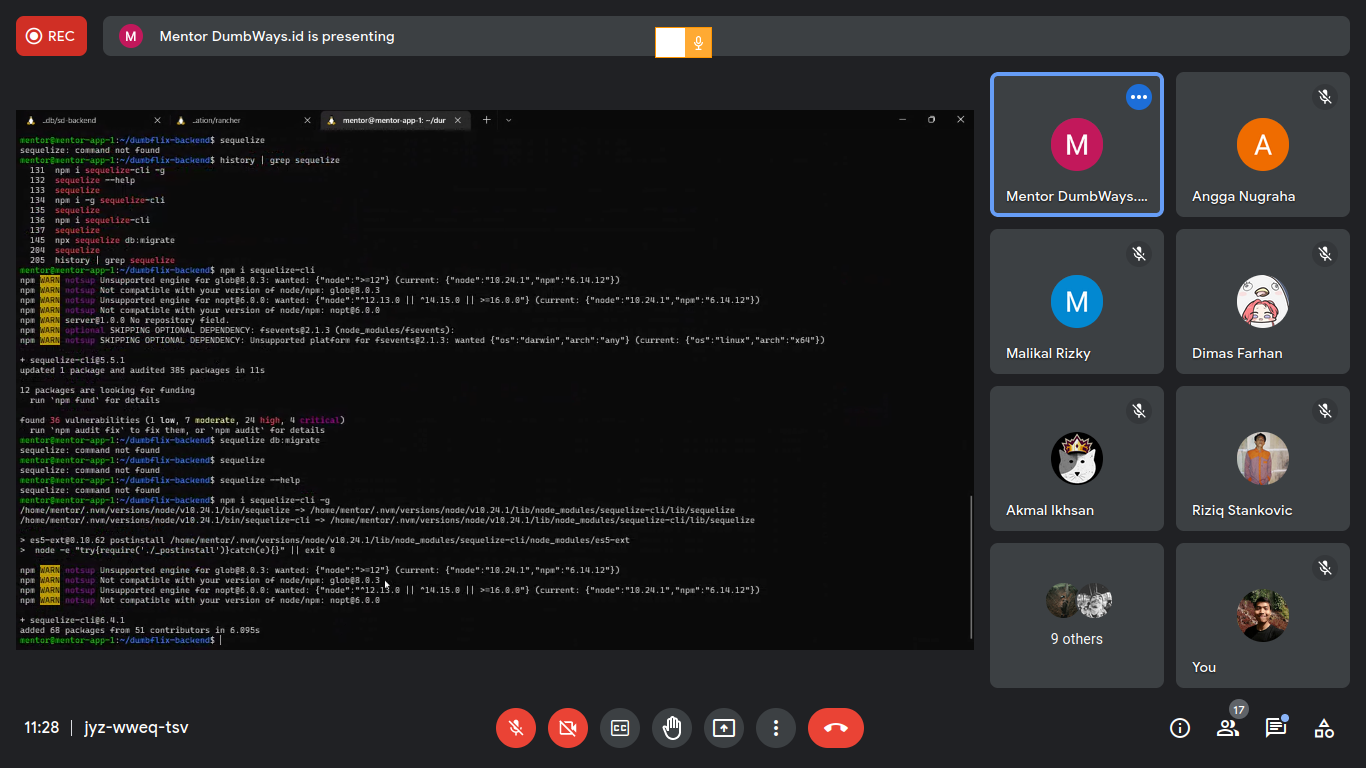 REC
M
Mentor DumbWays.id is presenting
..db/sd-backend
..ation/rancher
mentor@mentor-app-1: ~/dur
mentor@mentor-app-1:~/dumbflix-backend$ sequelize
sequelize: command not found
mentor@mentor-app-1:~/dumbflix-backend$ history | grep sequelize
131 npm i sequelize-cli -g
132 sequelize --help
133 sequelize
134 npm i -g sequelize-cli
135 sequelize
136 npm i sequelize-cli
137 sequelize
145 npx sequelize db:migrate
204 sequelize
205 history | grep sequelize
mentor@mentor-app-1:~/dumbflix-backend$ npm i sequelize-cli
npm WARN notsup Unsupported engine for glob@8.0.3: wanted: {"node":">=12"} (current: {"node":"10.24.1","npm":"6.14.12"})
npm WARN notsup Not compatible with your version of node/npm: glob@8.0.3
npm WARN notsup Unsupported engine for nopt@6.0.0: wanted: {"node":"^12.13.0 || ^14.15.0 || >=16.0.0"} (current: {"node":"10.24.1","npm":"6.14.12"})
npm WARN notsup Not compatible with your version of node/npm: nopt@6.0.0
npm WARN server@1.0.0 No repository field.
npm WARN optional SKIPPING OPTIONAL DEPENDENCY: fsevents@2.1.3 (node_modules/fsevents):
npm WARN notsup SKIPPING OPTIONAL DEPENDENCY: Unsupported platform for fsevents@2.1.3: wanted {"os":"darwin","arch":"any"} (current: {"os":"linux","arch":"x64"})
+ sequelize-cli@5.5.1
updated 1 package and audited 385 packages in 11s
12 packages are looking for funding
run `npm fund` for details
found 36 vulnerabilities (1 low, 7 moderate, 24 high, 4 critical)
run `npm audit fix` to fix them, or `npm audit` for details
mentor@mentor-app-1:~/dumbflix-backend$ sequelize db:migrate
sequelize: command not found
mentor@mentor-app-1:~/dumbflix-backend$ sequelize
sequelize: command not found
mentor@mentor-app-1:~/dumbflix-backend$ sequelize --help
sequelize: command not found
mentor@mentor-app-1:~/dumbflix-backend$ npm i sequelize-cli -g
/home/mentor/.nvm/versions/node/v10.24.1/bin/sequelize -> /home/mentor/.nvm/versions/node/v10.24.1/lib/node_modules/sequelize-cli/lib/sequelize
/home/mentor/.nvm/versions/node/v10.24.1/bin/sequelize-cli -> /home/mentor/.nvm/versions/node/v10.24.1/lib/node_modules/sequelize-cli/lib/sequelize
> es5-ext@0.10.62 postinstall /home/mentor/.nvm/versions/node/v10.24.1/lib/node_modules/sequelize-cli/node_modules/es5-ext
> node -e "try{require('./_postinstall')}catch(e){}" || exit 0
npm WARN notsup Unsupported engine for glob@8.0.3: wanted: {"node":">=12"} (current: {"node":"10.24.1","npm":"6.14.12"})
npm WARN notsup Not compatible with your version of node/npm: glob@8.0.3
npm WARN notsup Unsupported engine for nopt@6.0.0: wanted: {"node":"^12.13.0 || ^14.15.0 || >=16.0.0"} (current: {"node":"10.24.1","npm":"6.14.12"})
npm WARN notsup Not compatible with your version of node/npm: nopt@6.0.0
+ sequelize-cli@6.4.1
added 68 packages from 51 contributors in 6.095s
mentor@mentor-app-1:~/dumbflix-backend$
M
Mentor DumbWays....
A
Angga Nugraha
M
Malikal Rizky
Dimas Farhan
Akmal Ikhsan
Riziq Stankovic
9 others
You
11:28 | jyz-wweq-tsv
CC
17